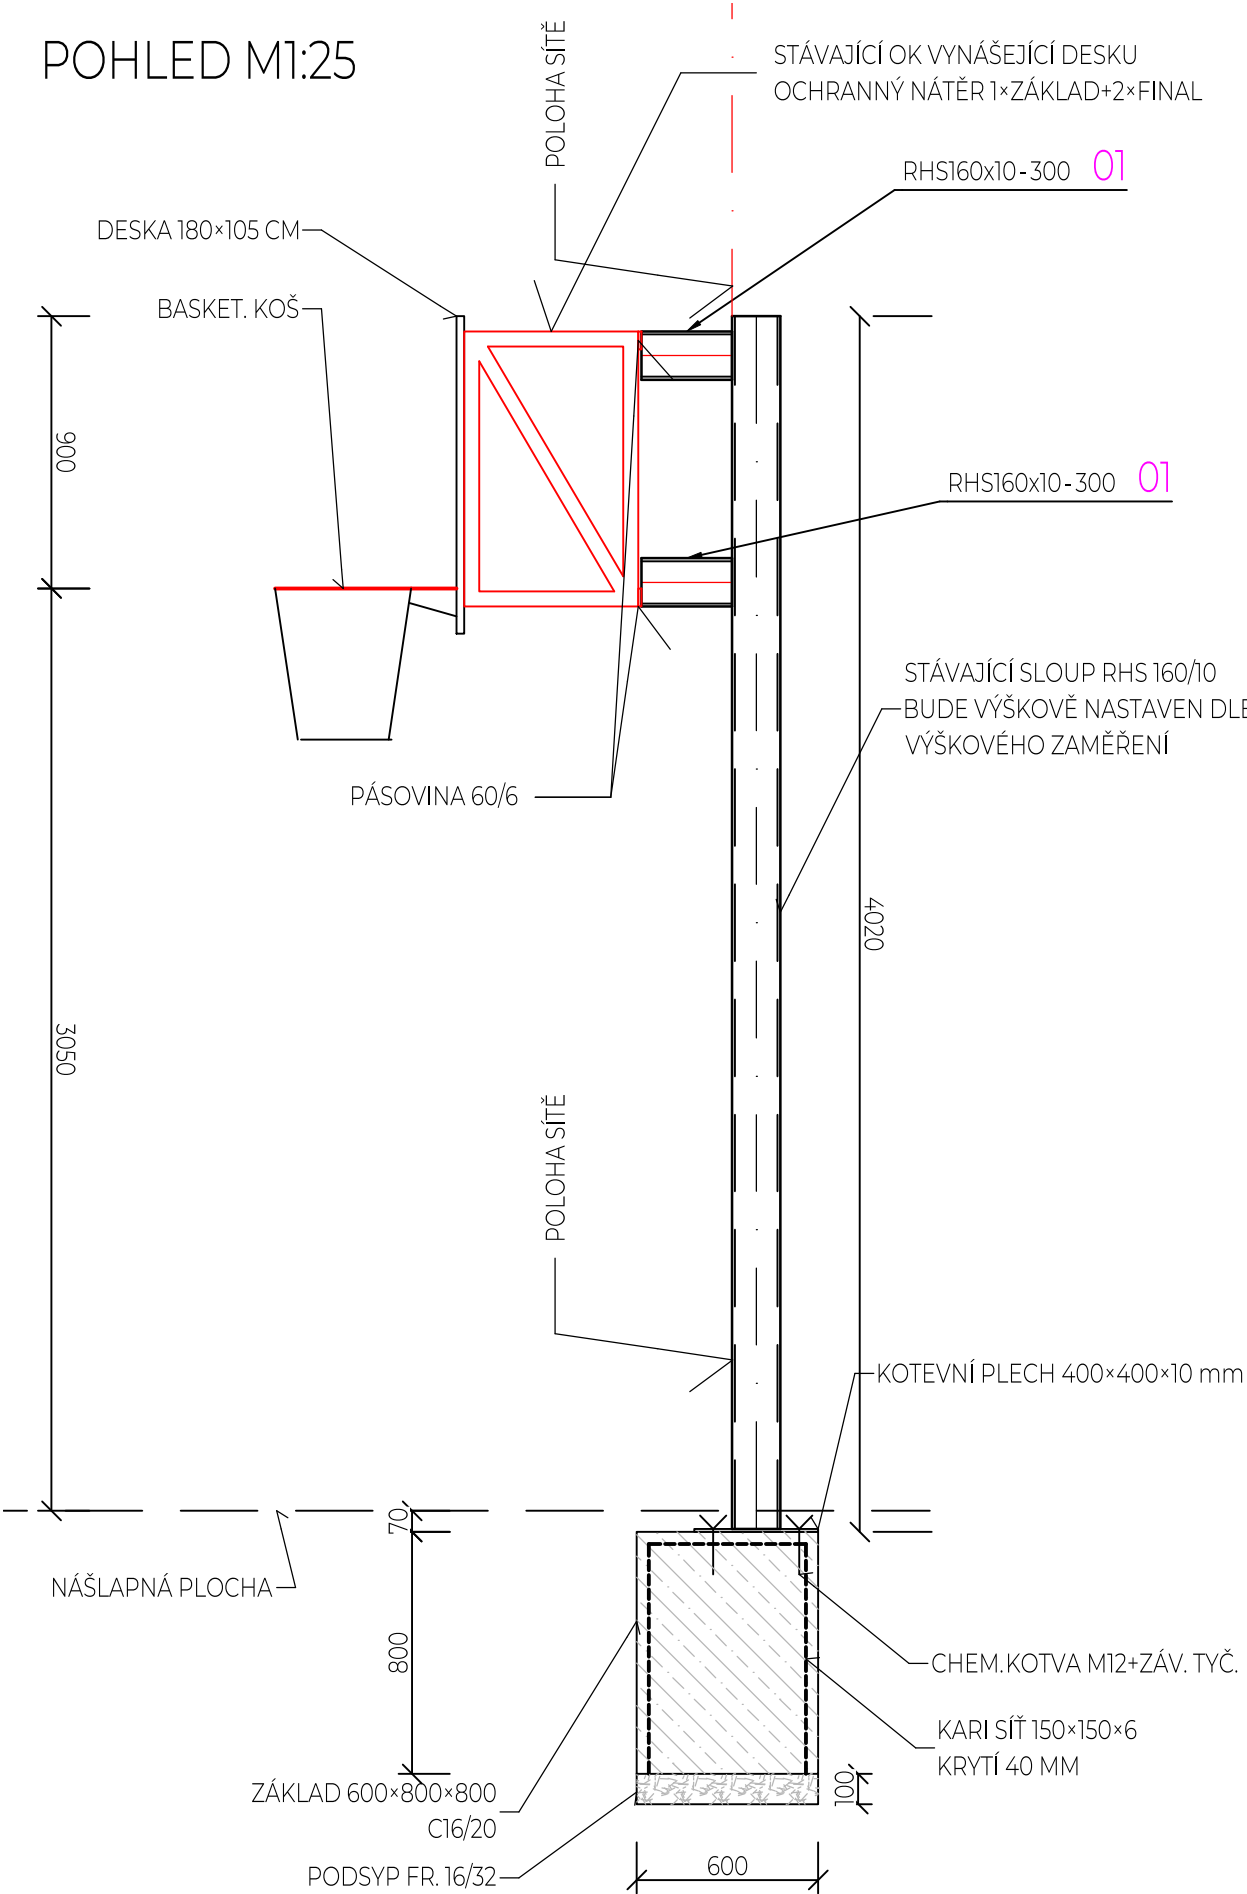 POHLED M1:25
POLOHA SÍTĚ
STÁVAJÍCÍ OK VYNÁŠEJÍCÍ DESKU
OCHRANNÝ NÁTĚR 1×ZÁKLAD+2×FINAL
RHS160x10-300 01
DESKA 180×105 CM
BASKET. KOŠ
900
RHS160x10-300 01
STÁVAJÍCÍ SLOUP RHS 160/10
BUDE VÝŠKOVĚ NASTAVEN DLE
VÝŠKOVÉHO ZAMĚŘENÍ
PÁSOVINA 60/6
4020
3050
POLOHA SÍTĚ
KOTEVNÍ PLECH 400×400×10 mm
70
NÁŠLAPNÁ PLOCHA
800
CHEM.KOTVA M12+ZÁV. TYČ.
KARI SÍŤ 150×150×6
KRYTÍ 40 MM
ZÁKLAD 600×800×800
C16/20
100
PODSYP FR. 16/32
600